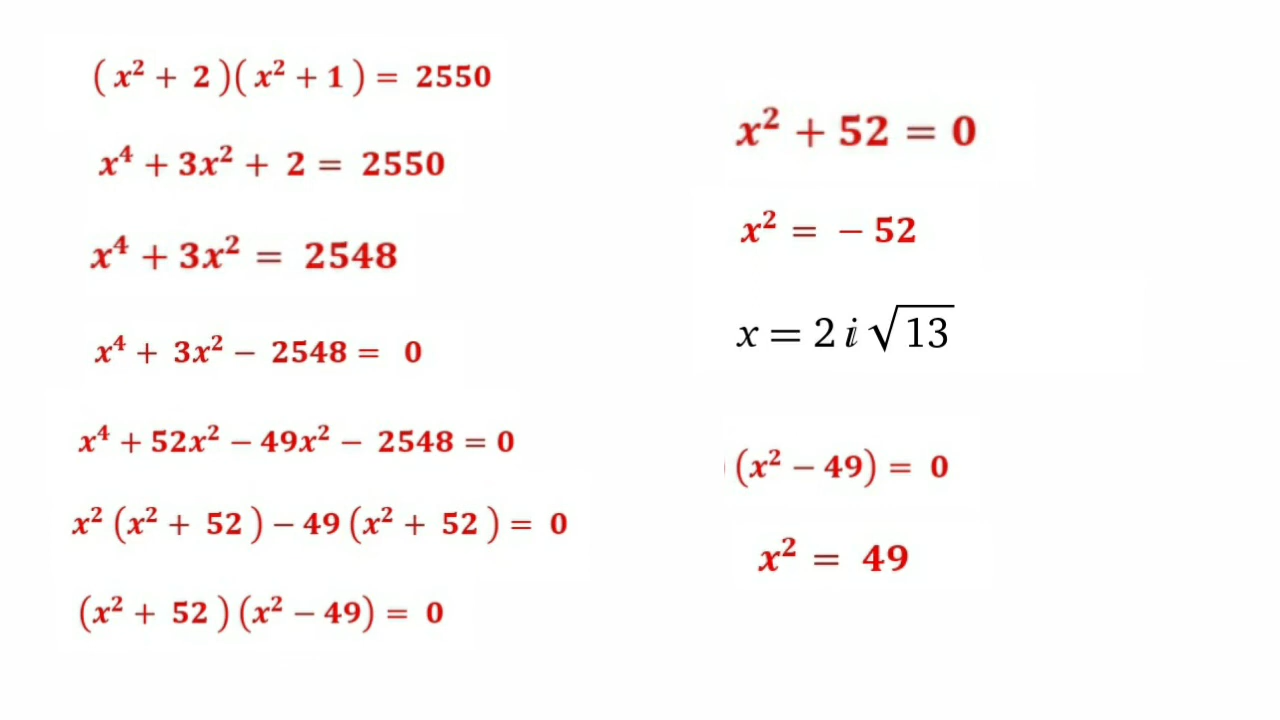 ( x² + 2 )( x² + 1 ) = 2550
x⁴ + 3x² + 2 = 2550
x⁴ + 3x² = 2548
x⁴ + 3x² − 2548 = 0
x⁴ + 52x² − 49x² − 2548 = 0
x² (x² + 52 ) − 49 (x² + 52 ) = 0
(x² + 52 ) (x² − 49) = 0
x² + 52 = 0
x² = − 52
x = 2 i √13
(x² − 49) = 0
x² = 49